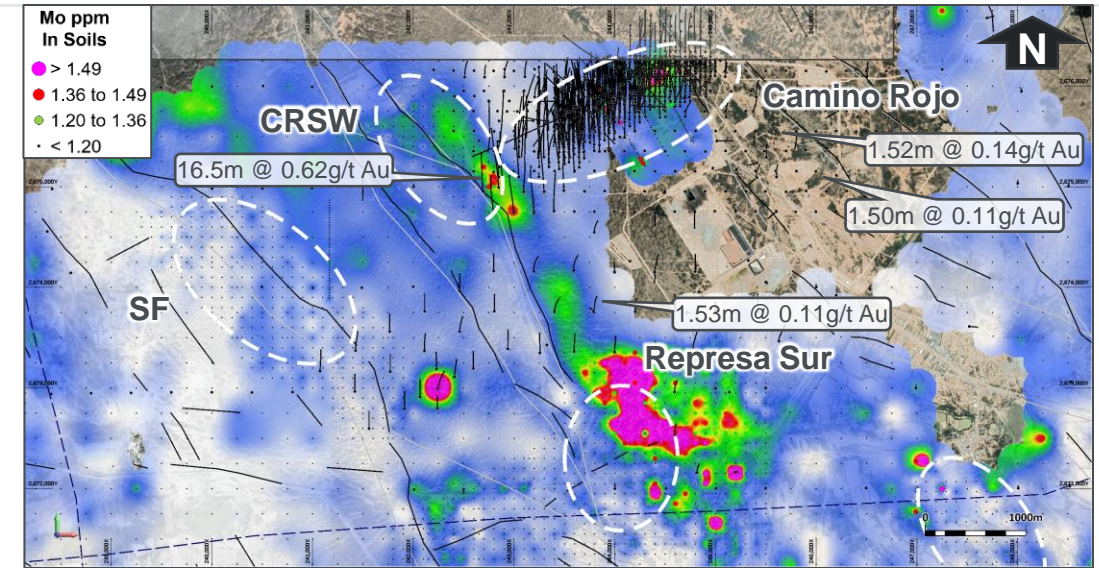 Mo ppm
In Soils
> 1.49
1.36 to 1.49
1.20 to 1.36
< 1.20
N
CRSW
Camino Rojo
16.5m @ 0.62g/t Au
1.52m @ 0.14g/t Au
1.50m @ 0.11g/t Au
SF
1.53m @ 0.11g/t Au
Represa Sur
0
1000m